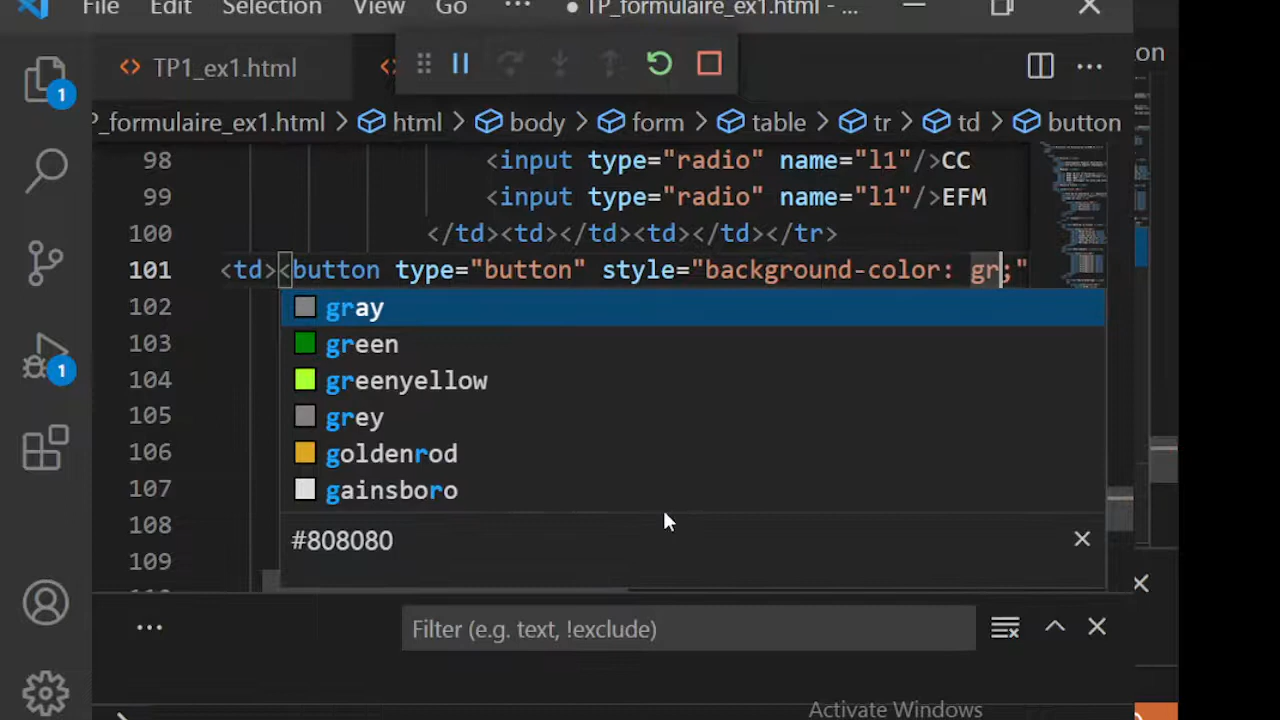 File Edit Selection View Go ··· ● TP_formulaire_ex1.html - ...
TP1_ex1.html
on
1
P_formulaire_ex1.html > html > body > form > table > tr > td > button
98 <input type="radio" name="l1"/>CC
99 <input type="radio" name="l1"/>EFM
100 </td><td></td><td></td></tr>
101 <td><button type="button" style="background-color: gr;"
102 gray
103 green
104 greenyellow
1
105 grey
106 goldenrod
107 gainsboro
108
109 #808080
Filter (e.g. text, !exclude)
Activate Windows